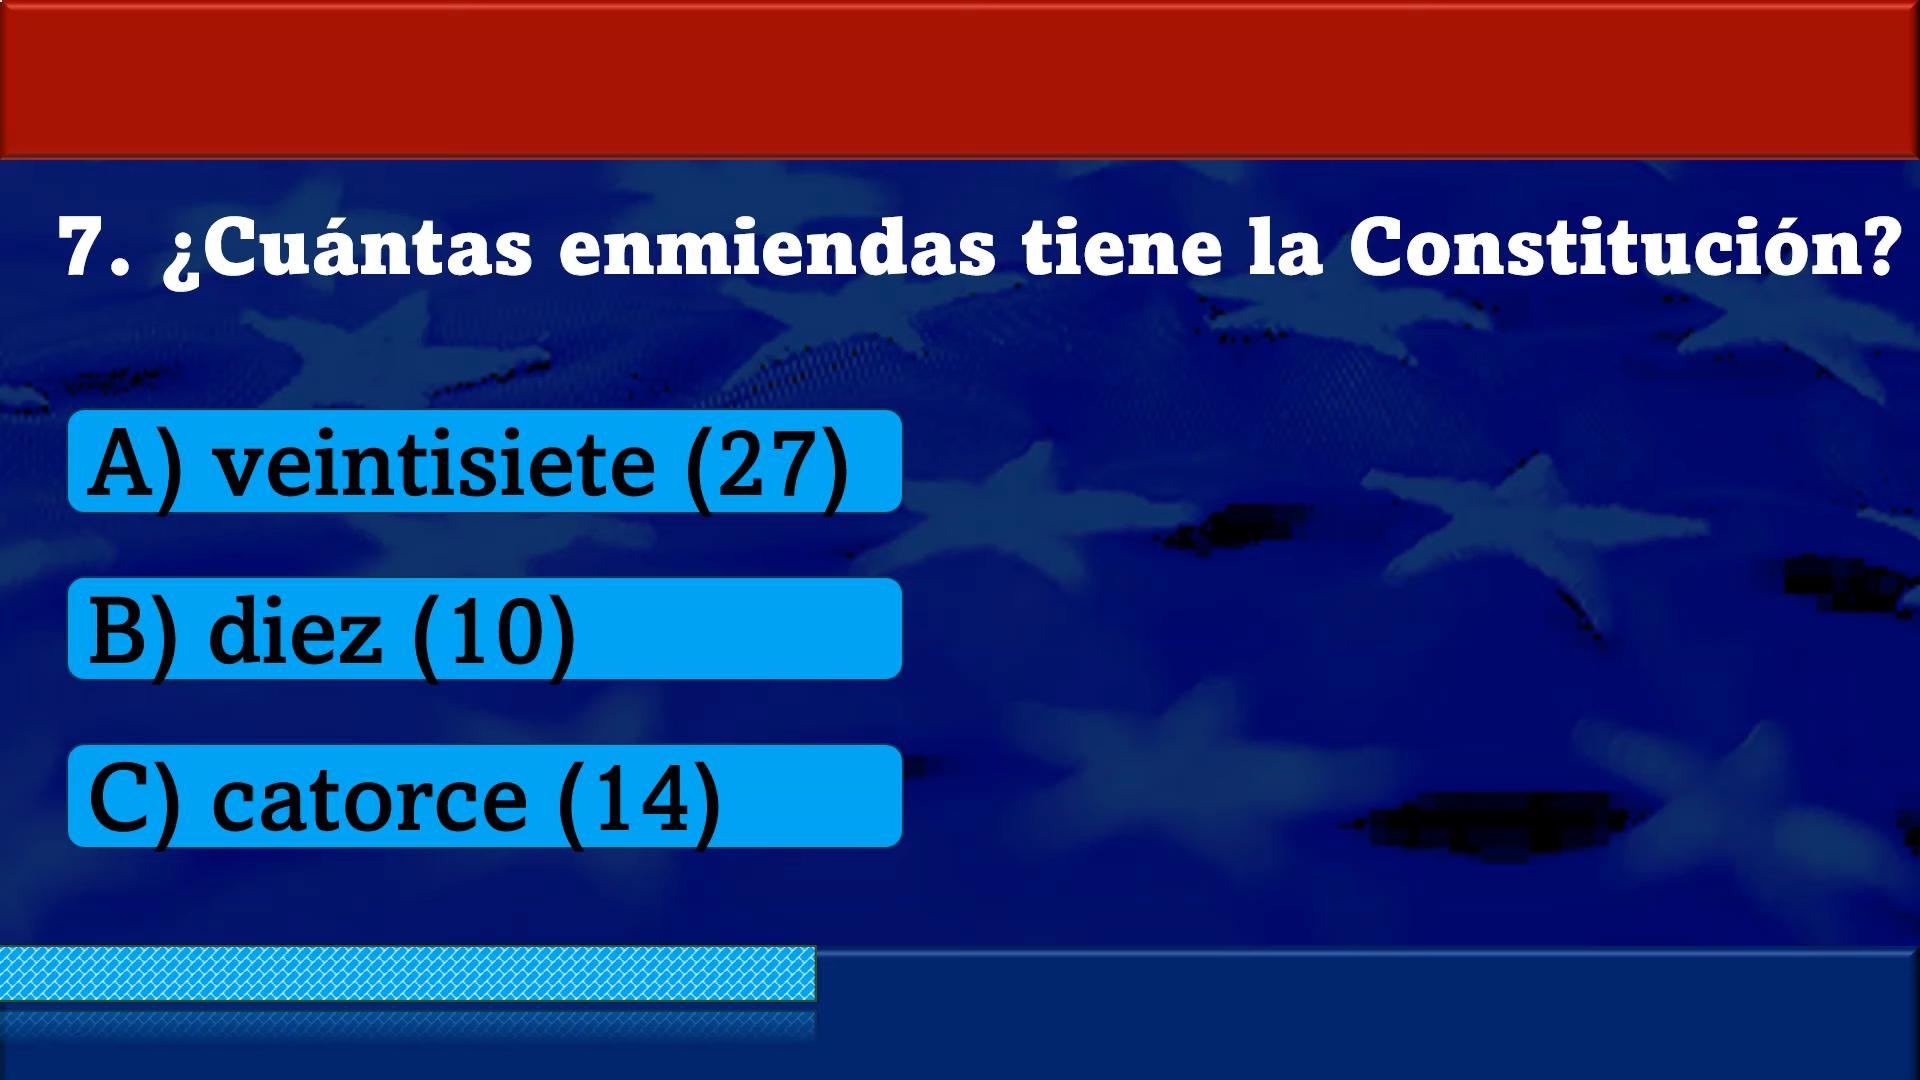 7. ¿Cuántas enmiendas tiene la Constitución?
A) veintisiete (27)
B) diez (10)
C) catorce (14)